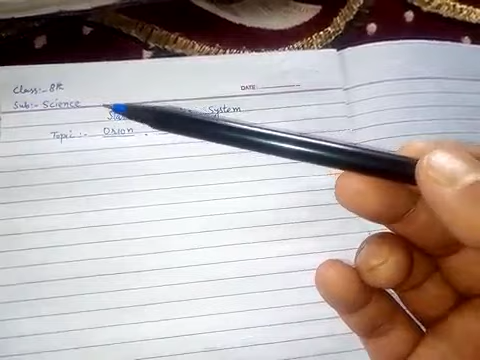 Class:- 8th
DATE:
Sub:- Science
System
Topic:- Orion